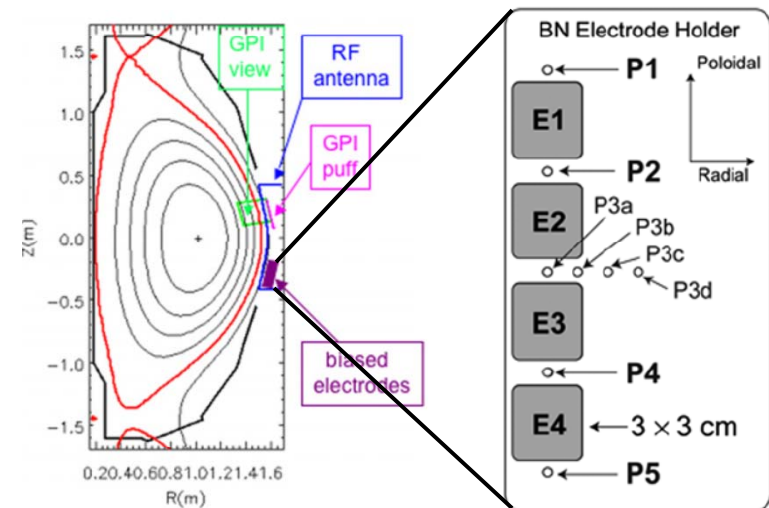 GPI
view
RF
antenna
GPI
puff
biased
electrodes
1.5
1.0
0.5
0.0
−0.5
−1.0
−1.5
Z(m)
0.20.40.60.81.01.21.41.6
R(m)
BN Electrode Holder
P1
Poloidal
Radial
E1
P2
E2
P3a
P3b
P3c
P3d
E3
P4
E4
3 × 3 cm
P5